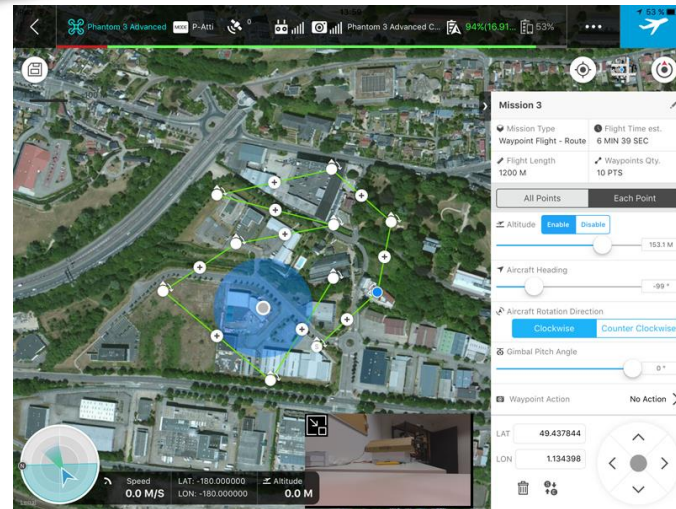 13:59
53 %
Phantom 3 Advanced
MODE
P-Atti
0
Phantom 3 Advanced C...
94%(16.91...
53%
Mission 3
Mission Type
Waypoint Flight - Route
Flight Time est.
6 MIN 39 SEC
Flight Length
1200 M
Waypoints Qty.
10 PTS
All Points
Each Point
Altitude
Enable
Disable
153.1 M
Aircraft Heading
-99 °
Aircraft Rotation Direction
Clockwise
Counter Clockwise
Gimbal Pitch Angle
0 °
Waypoint Action
No Action
LAT
49.437844
LON
1.134398
N
Speed
0.0 M/S
LAT: -180.000000
LON: -180.000000
Altitude
0.0 M
Legal